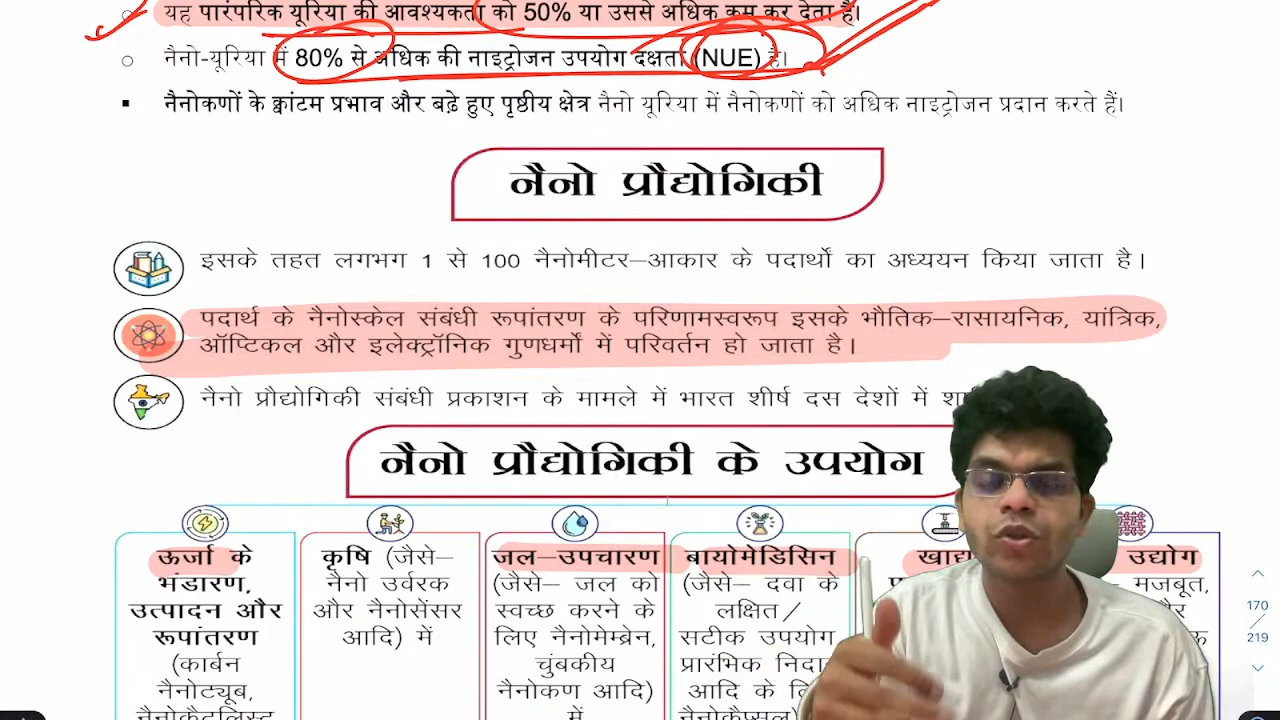 यह पारंपरिक यूरिया की आवश्यकता को 50% या उससे अधिक कम कर देता है।
नैनो-यूरिया में 80% से अधिक की नाइट्रोजन उपयोग दक्षता (NUE) है।
नैनोकणों के क्वांटम प्रभाव और बढ़े हुए पृष्ठीय क्षेत्र नैनो यूरिया में नैनोकणों को अधिक नाइट्रोजन प्रदान करते हैं।
नैनो प्रौद्योगिकी
इसके तहत लगभग 1 से 100 नैनोमीटर–आकार के पदार्थों का अध्ययन किया जाता है।
पदार्थ के नैनोस्केल संबंधी रूपांतरण के परिणामस्वरूप इसके भौतिक–रासायनिक, यांत्रिक,
ऑप्टिकल और इलेक्ट्रॉनिक गुणधर्मों में परिवर्तन हो जाता है।
नैनो प्रौद्योगिकी संबंधी प्रकाशन के मामले में भारत शीर्ष दस देशों में
नैनो प्रौद्योगिकी के उपयोग
ऊर्जा के
भंडारण,
उत्पादन और
रूपांतरण
(कार्बन
नैनोट्यूब,
नैनोकैटलिस्ट
कृषि (जैसे–
नैनो उर्वरक
और नैनोसेंसर
आदि) में
जल–उपचारण
(जैसे– जल को
स्वच्छ करने के
लिए नैनोमेम्ब्रेन,
चुंबकीय
नैनोकण आदि)
में
बायोमेडिसिन
(जैसे– दवा के
लक्षित/
सटीक उपयोग
प्रारंभिक
आदि के
नैनोकैप्सूल)
उद्योग
मजबूत,
170
/
219